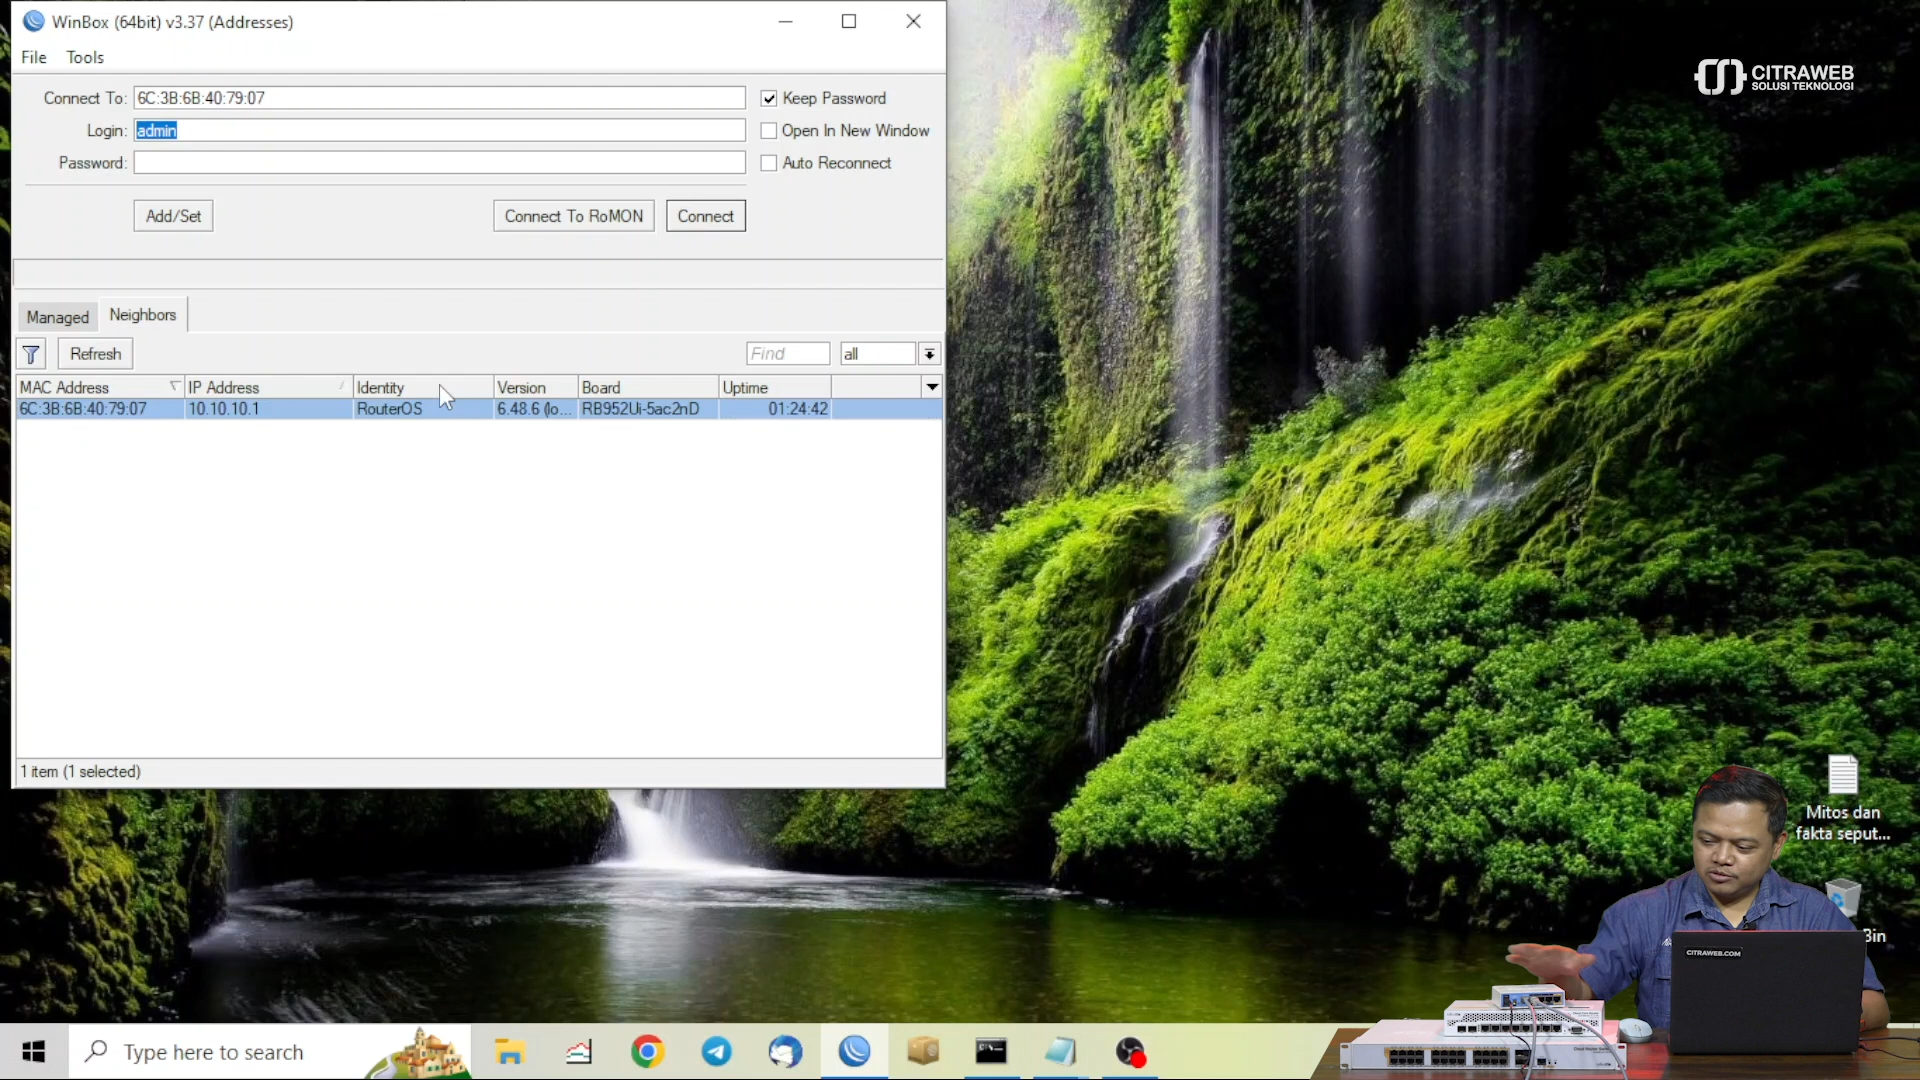 WinBox (64bit) v3.37 (Addresses)
File Tools
Connect To: 6C:3B:6B:40:79:07
Keep Password
Login: admin
Open In New Window
Password:
Auto Reconnect
Add/Set
Connect To RoMON
Connect
Managed
Neighbors
Refresh
Find
all
MAC Address IP Address Identity Version Board Uptime
6C:3B:6B:40:79:07 10.10.10.1 RouterOS 6.48.6 (lo... RB952Ui-5ac2nD 01:24:42
1 item (1 selected)
CITRAWEB
SOLUSI TEKNOLOGI
Mitos dan
fakta seput...
Bin
CITRAWEB.COM
Type here to search